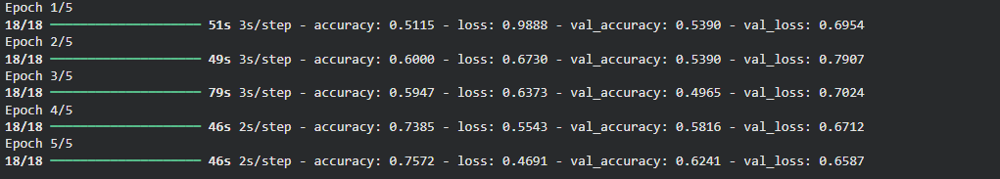 Epoch 1/5
18/18 ━━━━━━━━━━━━━━━━━━━━ 51s 3s/step - accuracy: 0.5115 - loss: 0.9888 - val_accuracy: 0.5390 - val_loss: 0.6954
Epoch 2/5
18/18 ━━━━━━━━━━━━━━━━━━━━ 49s 3s/step - accuracy: 0.6000 - loss: 0.6730 - val_accuracy: 0.5390 - val_loss: 0.7907
Epoch 3/5
18/18 ━━━━━━━━━━━━━━━━━━━━ 79s 3s/step - accuracy: 0.5947 - loss: 0.6373 - val_accuracy: 0.4965 - val_loss: 0.7024
Epoch 4/5
18/18 ━━━━━━━━━━━━━━━━━━━━ 46s 2s/step - accuracy: 0.7385 - loss: 0.5543 - val_accuracy: 0.5816 - val_loss: 0.6712
Epoch 5/5
18/18 ━━━━━━━━━━━━━━━━━━━━ 46s 2s/step - accuracy: 0.7572 - loss: 0.4691 - val_accuracy: 0.6241 - val_loss: 0.6587